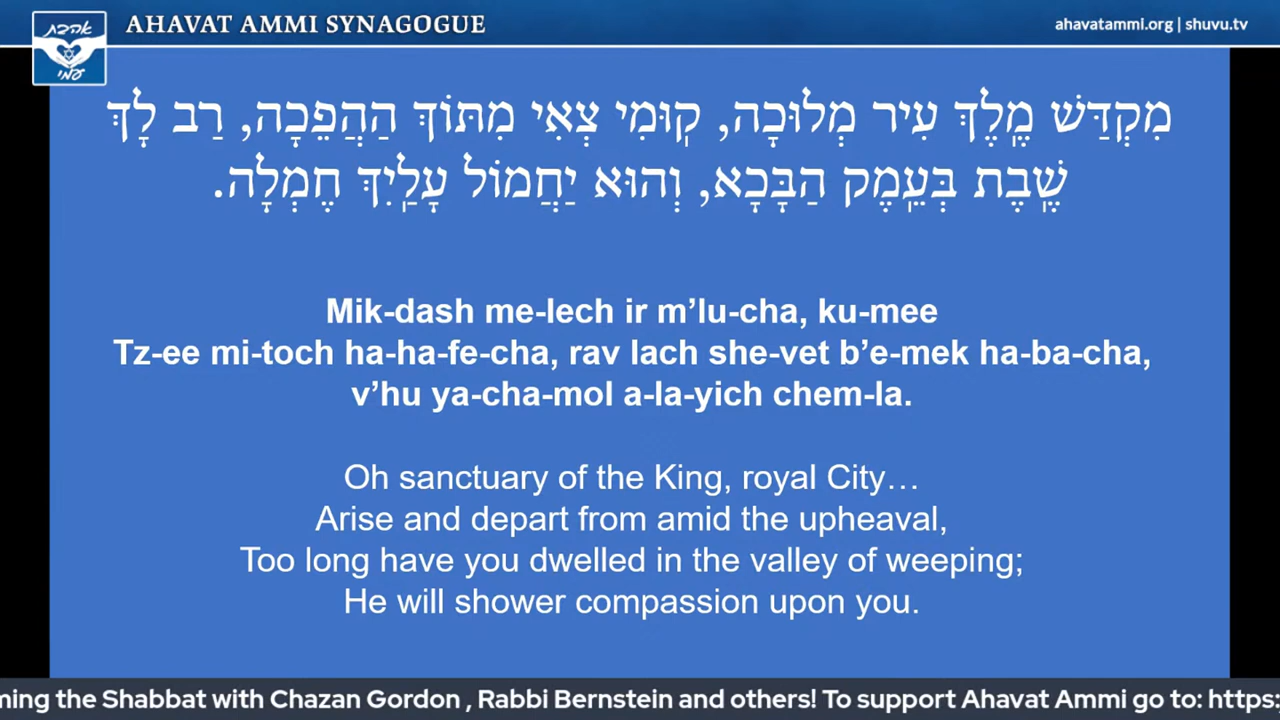 אהבת
עמי
AHAVAT AMMI SYNAGOGUE
ahavatammi.org | shuvu.tv
מִקְדַּשׁ מֶֽלֶךְ עִיר מְלוּכָה, קֽוּמִי צְאִי מִתּוֹךְ הַהֲפֵכָה, רַב לָךְ
שֶֽׁבֶת בְּעֵֽמֶק הַבָּכָא, וְהוּא יַחֲמוֹל עָלַֽיִךְ חֶמְלָה.
Mik-dash me-lech ir m’lu-cha, ku-mee
Tz-ee mi-toch ha-ha-fe-cha, rav lach she-vet b’e-mek ha-ba-cha,
v’hu ya-cha-mol a-la-yich chem-la.
Oh sanctuary of the King, royal City…
Arise and depart from amid the upheaval,
Too long have you dwelled in the valley of weeping;
He will shower compassion upon you.
ming the Shabbat with Chazan Gordon , Rabbi Bernstein and others! To support Ahavat Ammi go to: https: